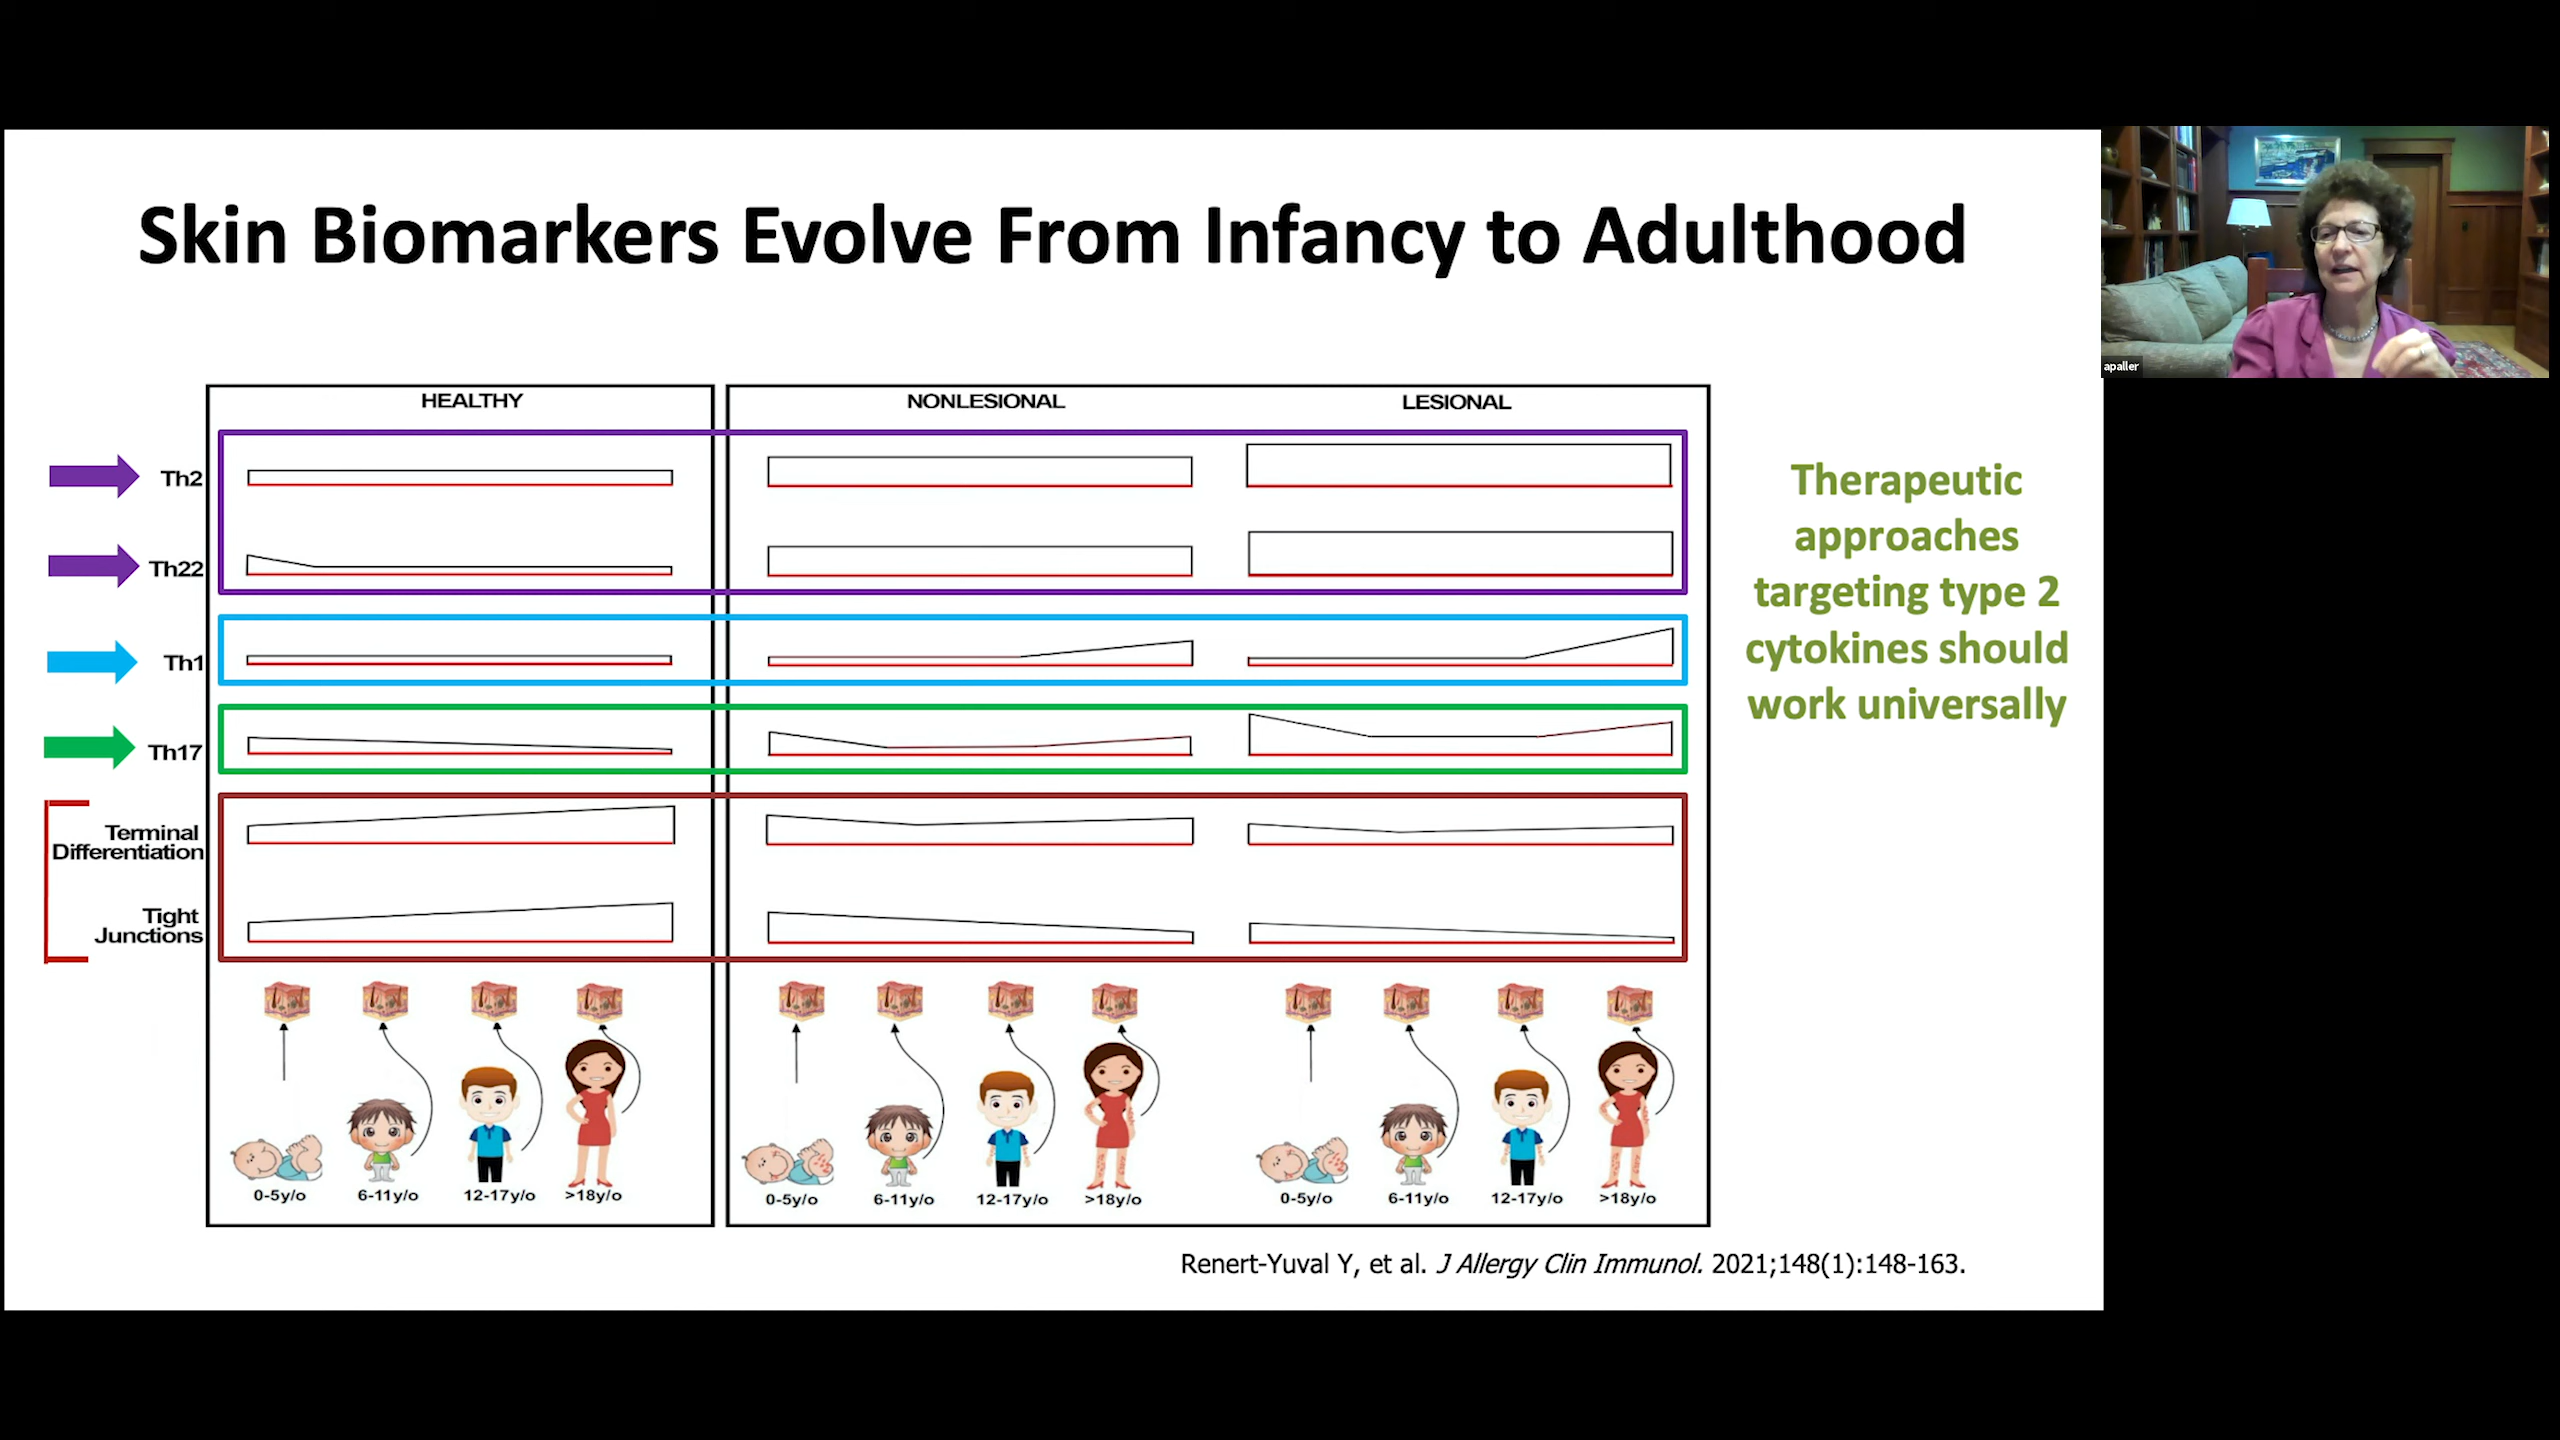 Skin Biomarkers Evolve From Infancy to Adulthood
apaller
HEALTHY
NONLESIONAL
LESIONAL
Th2
Th22
Th1
Th17
Terminal
Differentiation
Tight
Junctions
0-5y/o
6-11y/o
12-17y/o
>18y/o
0-5y/o
6-11y/o
12-17y/o
>18y/o
0-5y/o
6-11y/o
12-17y/o
>18y/o
Therapeutic
approaches
targeting type 2
cytokines should
work universally
Renert-Yuval Y, et al. J Allergy Clin Immunol. 2021;148(1):148-163.